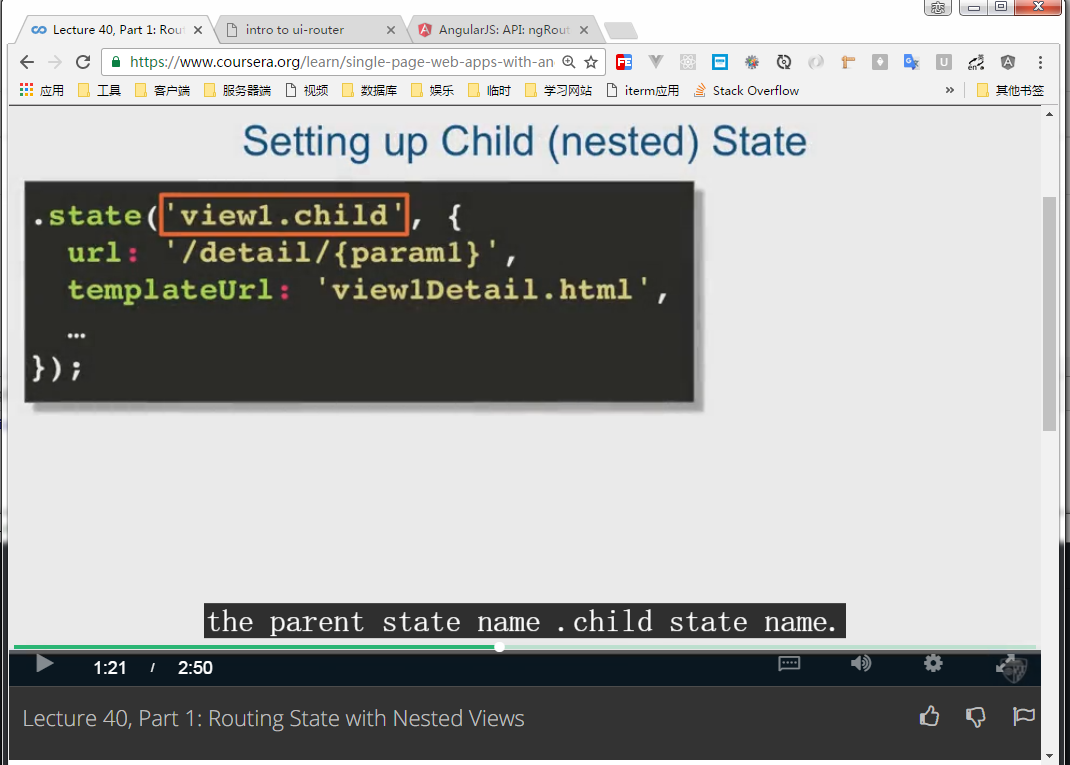 恋
Lecture 40, Part 1: Rout
intro to ui-router
AngularJS: API: ngRout
https://www.coursera.org/learn/single-page-web-apps-with-an
应用
工具
客户端
服务器端
视频
数据库
娱乐
临时
学习网站
iterm应用
Stack Overflow
»
其他书签
Setting up Child (nested) State
.state('view1.child', {
url: '/detail/{param1}',
templateUrl: 'view1Detail.html',
…
});
the parent state name .child state name.
1:21 / 2:50
Lecture 40, Part 1: Routing State with Nested Views